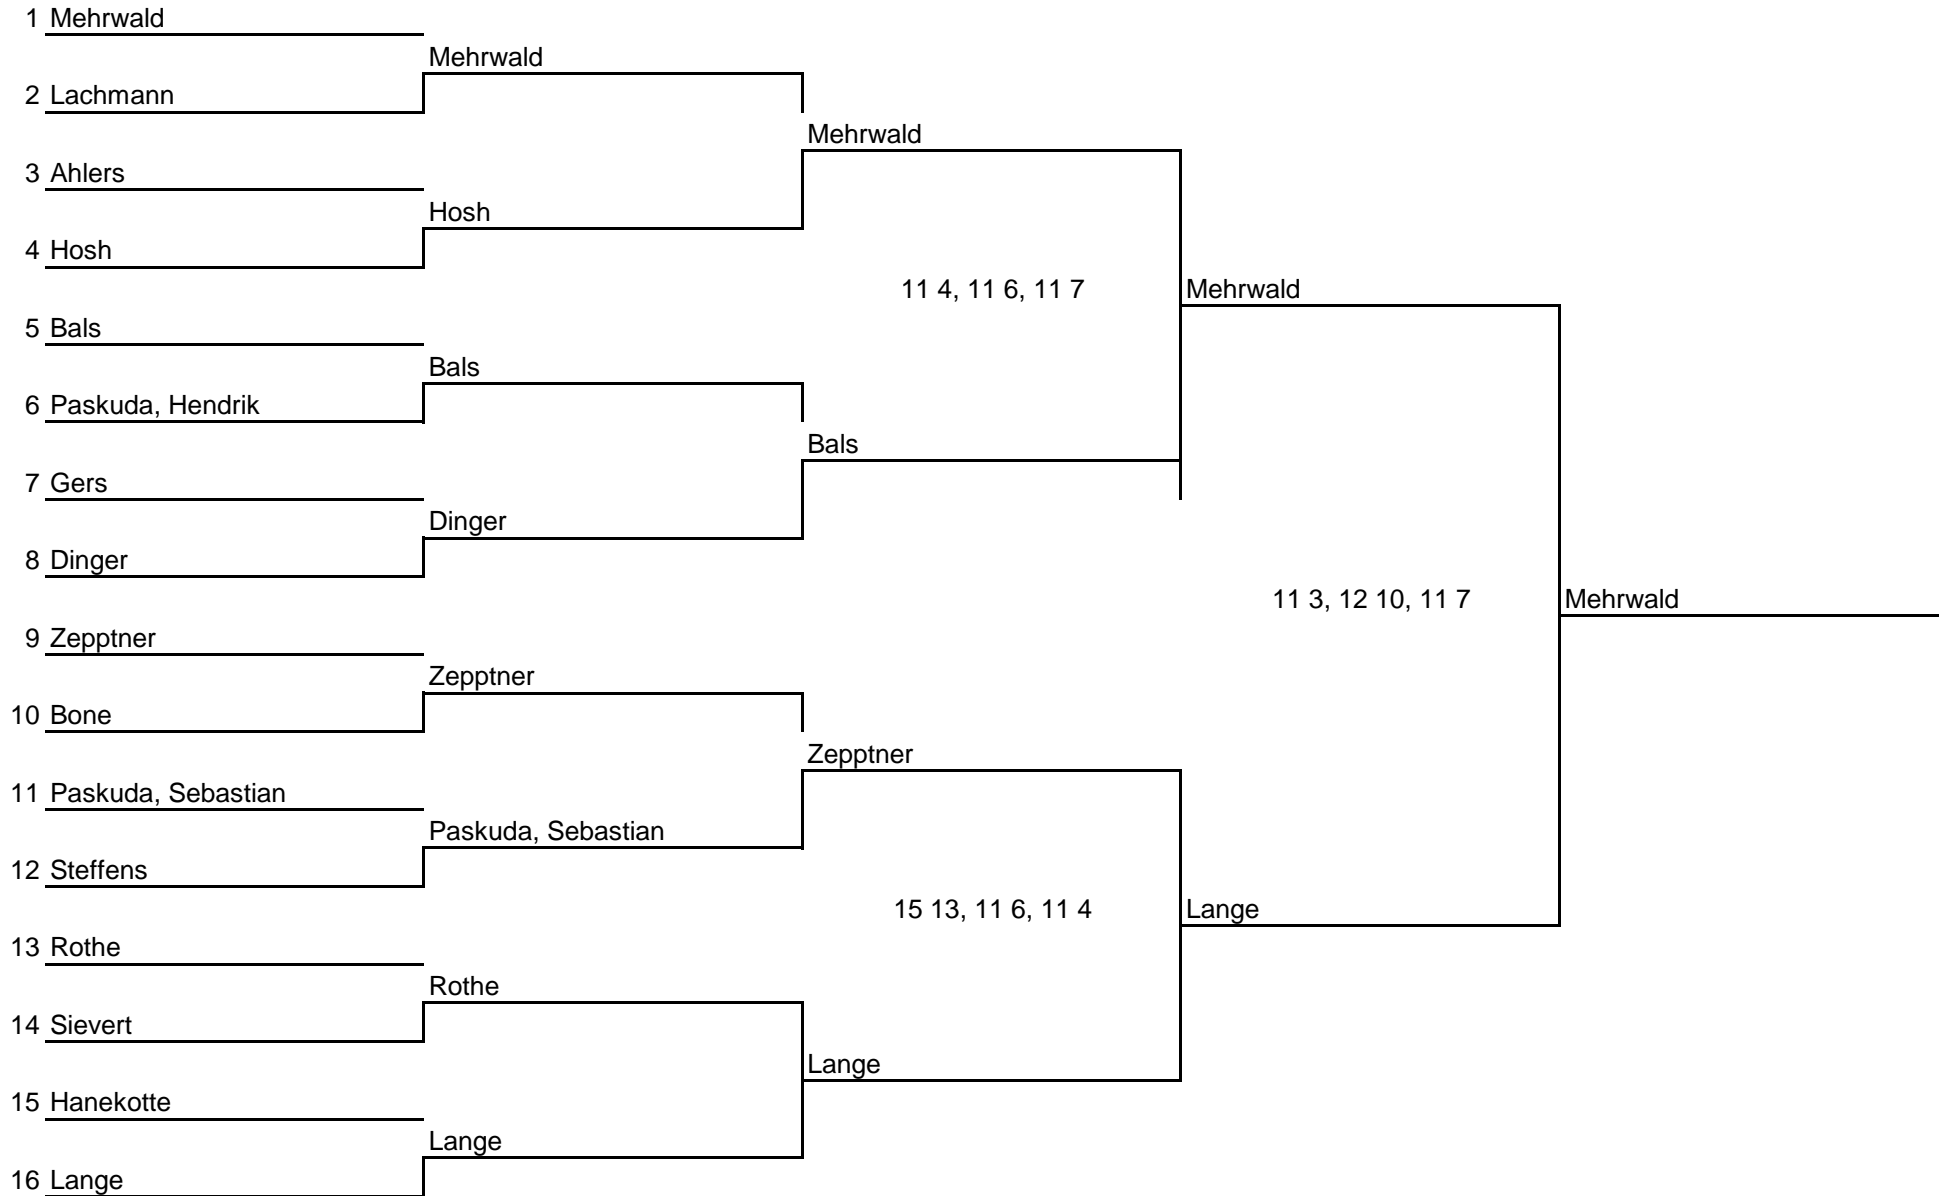 1 Mehrwald
Mehrwald
2 Lachmann
Mehrwald
3 Ahlers
Hosh
4 Hosh
11 4, 11 6, 11 7
Mehrwald
5 Bals
Bals
6 Paskuda, Hendrik
Bals
7 Gers
Dinger
8 Dinger
11 3, 12 10, 11 7
Mehrwald
9 Zepptner
Zepptner
10 Bone
Zepptner
11 Paskuda, Sebastian
Paskuda, Sebastian
12 Steffens
15 13, 11 6, 11 4
Lange
13 Rothe
Rothe
14 Sievert
Lange
15 Hanekotte
Lange
16 Lange